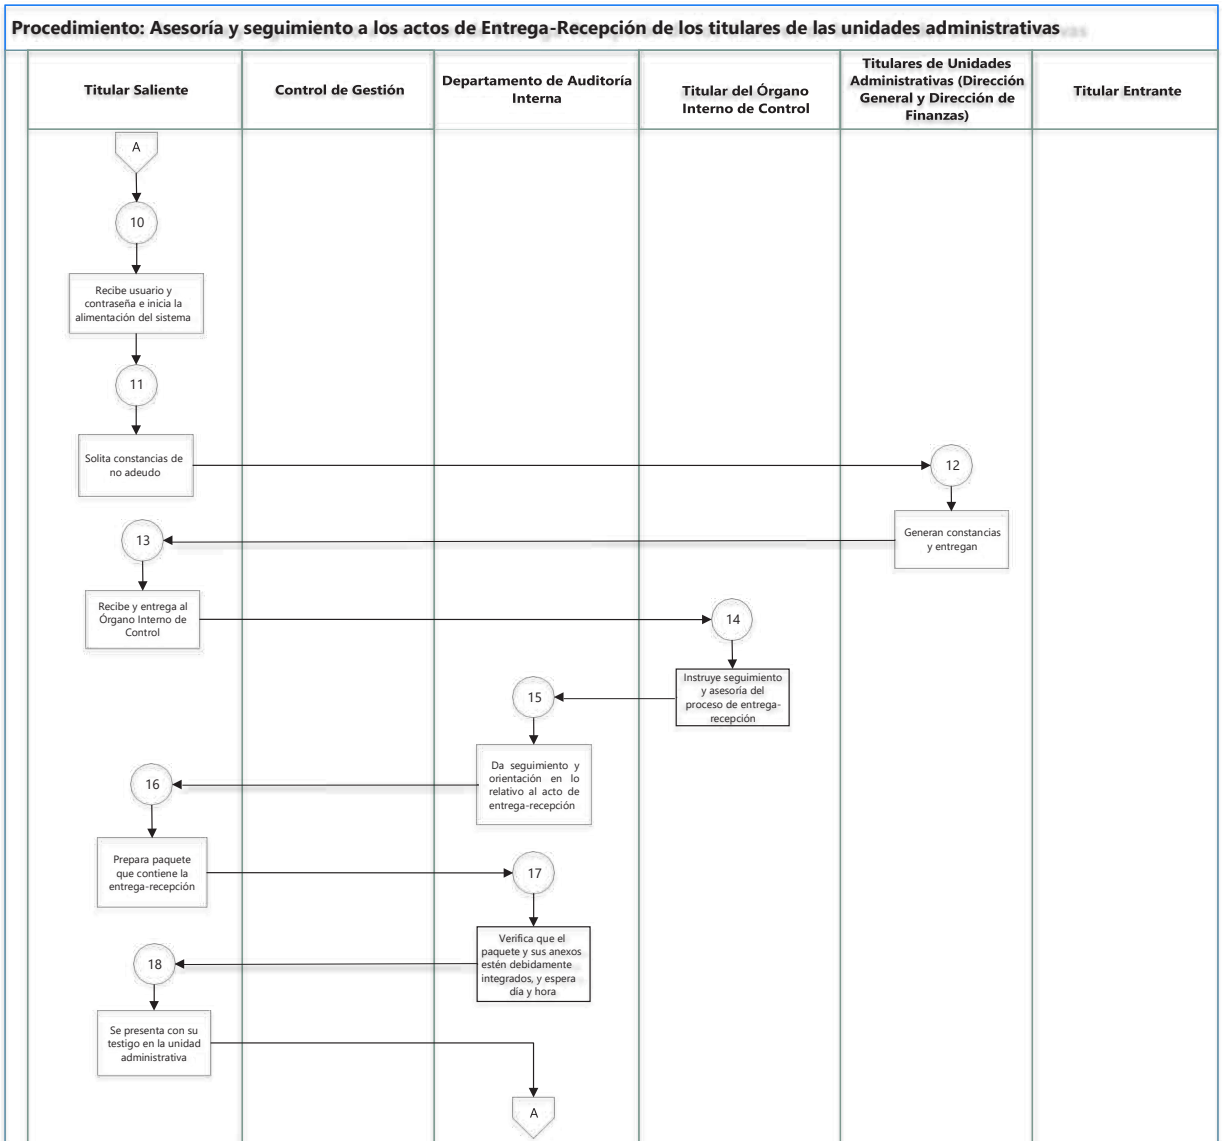 Procedimiento: Asesoría y seguimiento a los actos de Entrega-Recepción de los titulares de las unidades administrativas
Titular Saliente
Control de Gestión
Departamento de Auditoría
Interna
Titular del Órgano
Interno de Control
Titulares de Unidades
Administrativas (Dirección
General y Dirección de
Finanzas)
Titular Entrante
A
10
Recibe usuario y
contraseña e inicia la
alimentación del sistema
11
Solita constancias de
no adeudo
12
Generan constancias
y entregan
13
Recibe y entrega al
Órgano Interno de
Control
14
Instruye seguimiento
y asesoría del
proceso de entrega-
recepción
15
Da seguimiento y
orientación en lo
relativo al acto de
entrega-recepción
16
Prepara paquete
que contiene la
entrega-recepción
17
Verifica que el
paquete y sus anexos
estén debidamente
integrados, y espera
día y hora
18
Se presenta con su
testigo en la unidad
administrativa
A